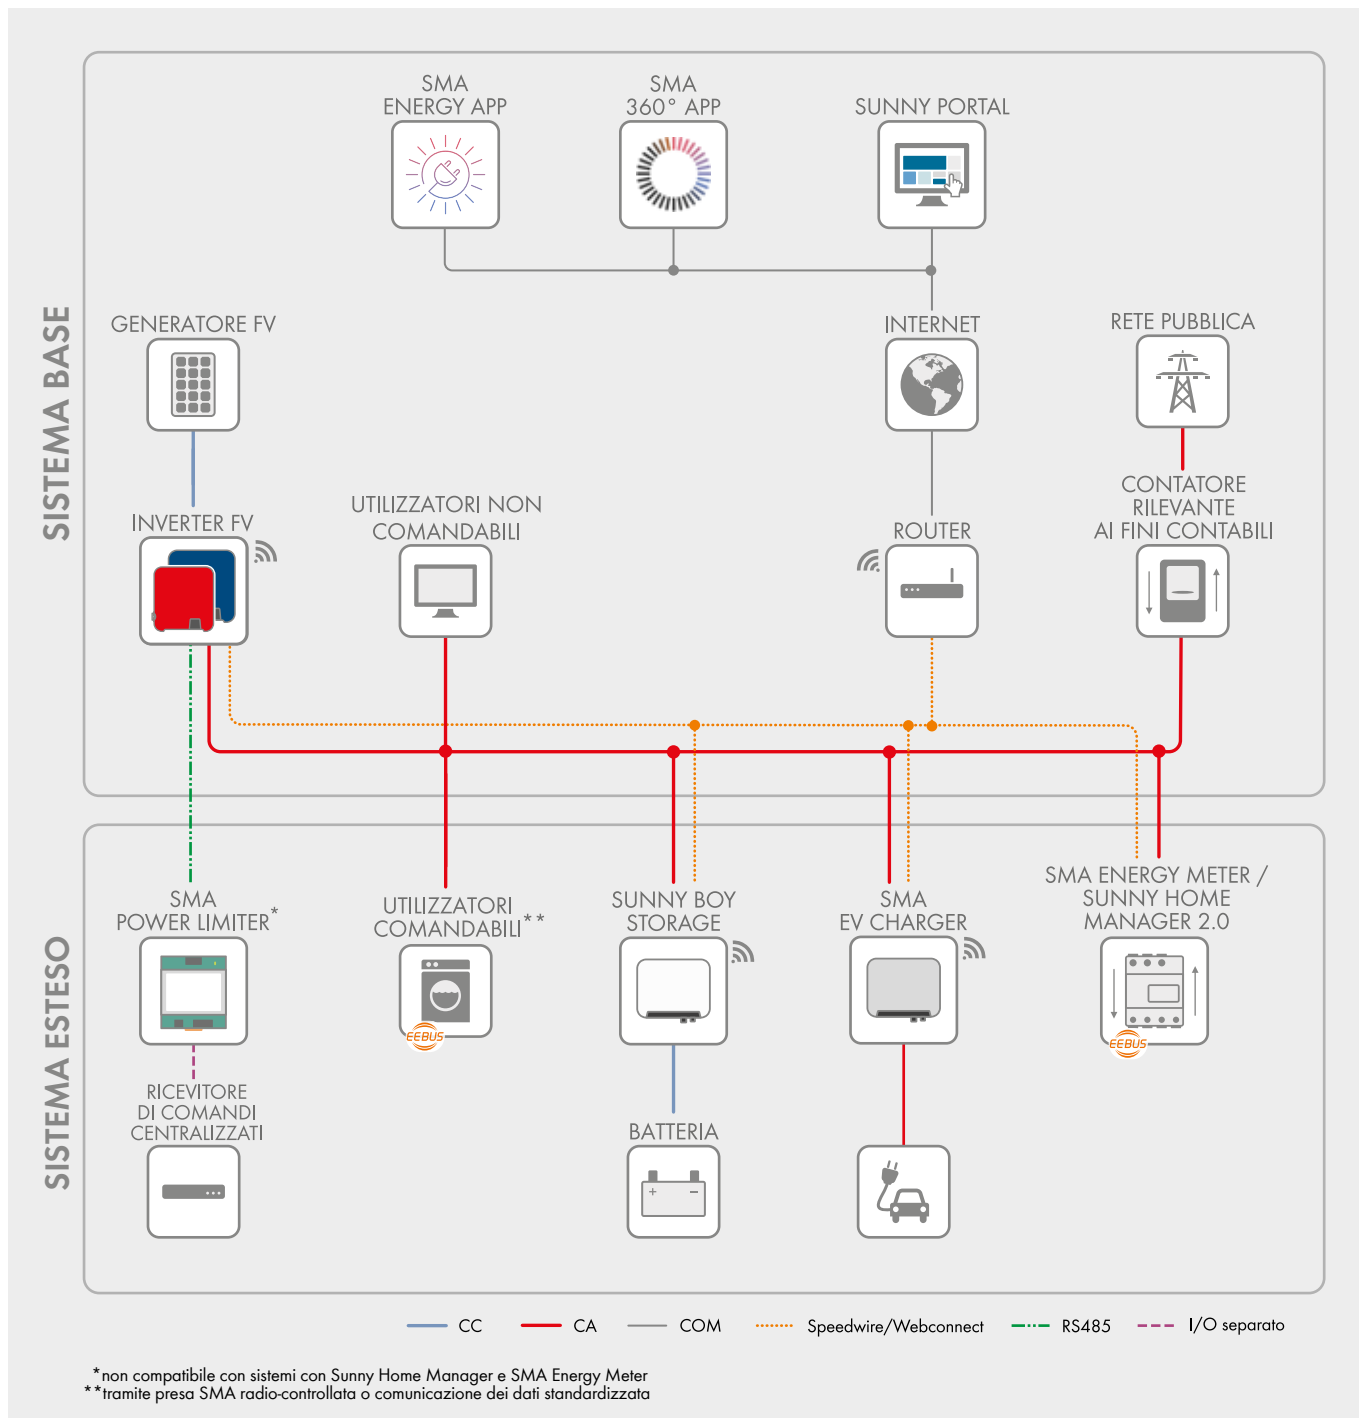 SMA
ENERGY APP
SMA
360° APP
SUNNY PORTAL
SISTEMA BASE
GENERATORE FV
INTERNET
RETE PUBBLICA
INVERTER FV
UTILIZZATORI NON
COMANDABILI
ROUTER
CONTATORE
RILEVANTE
AI FINI CONTABILI
SISTEMA ESTESO
SMA
POWER LIMITER*
UTILIZZATORI
COMANDABILI**
EEBUS
SUNNY BOY
STORAGE
SMA
EV CHARGER
SMA ENERGY METER /
SUNNY HOME
MANAGER 2.0
EEBUS
RICEVITORE
DI COMANDI
CENTRALIZZATI
BATTERIA
+ –
CC
CA
COM
Speedwire/Webconnect
RS485
I/O separato
*non compatibile con sistemi con Sunny Home Manager e SMA Energy Meter
**tramite presa SMA radio-controllata o comunicazione dei dati standardizzata